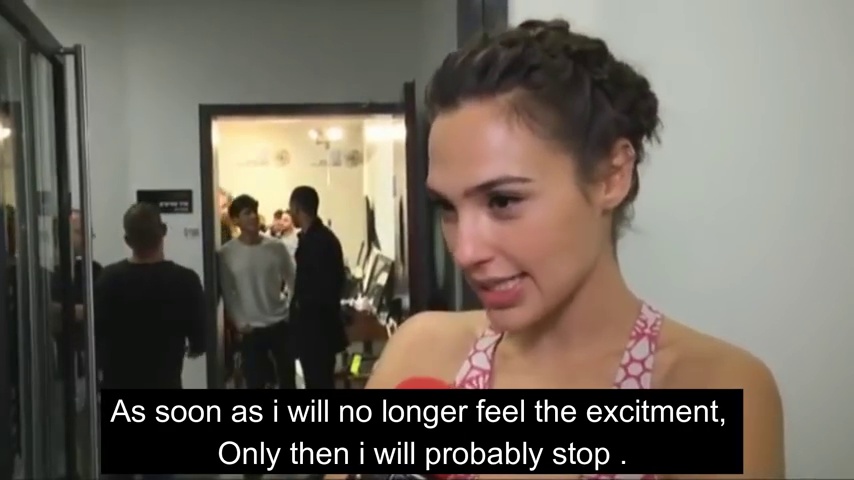 As soon as i will no longer feel the excitment,
Only then i will probably stop .